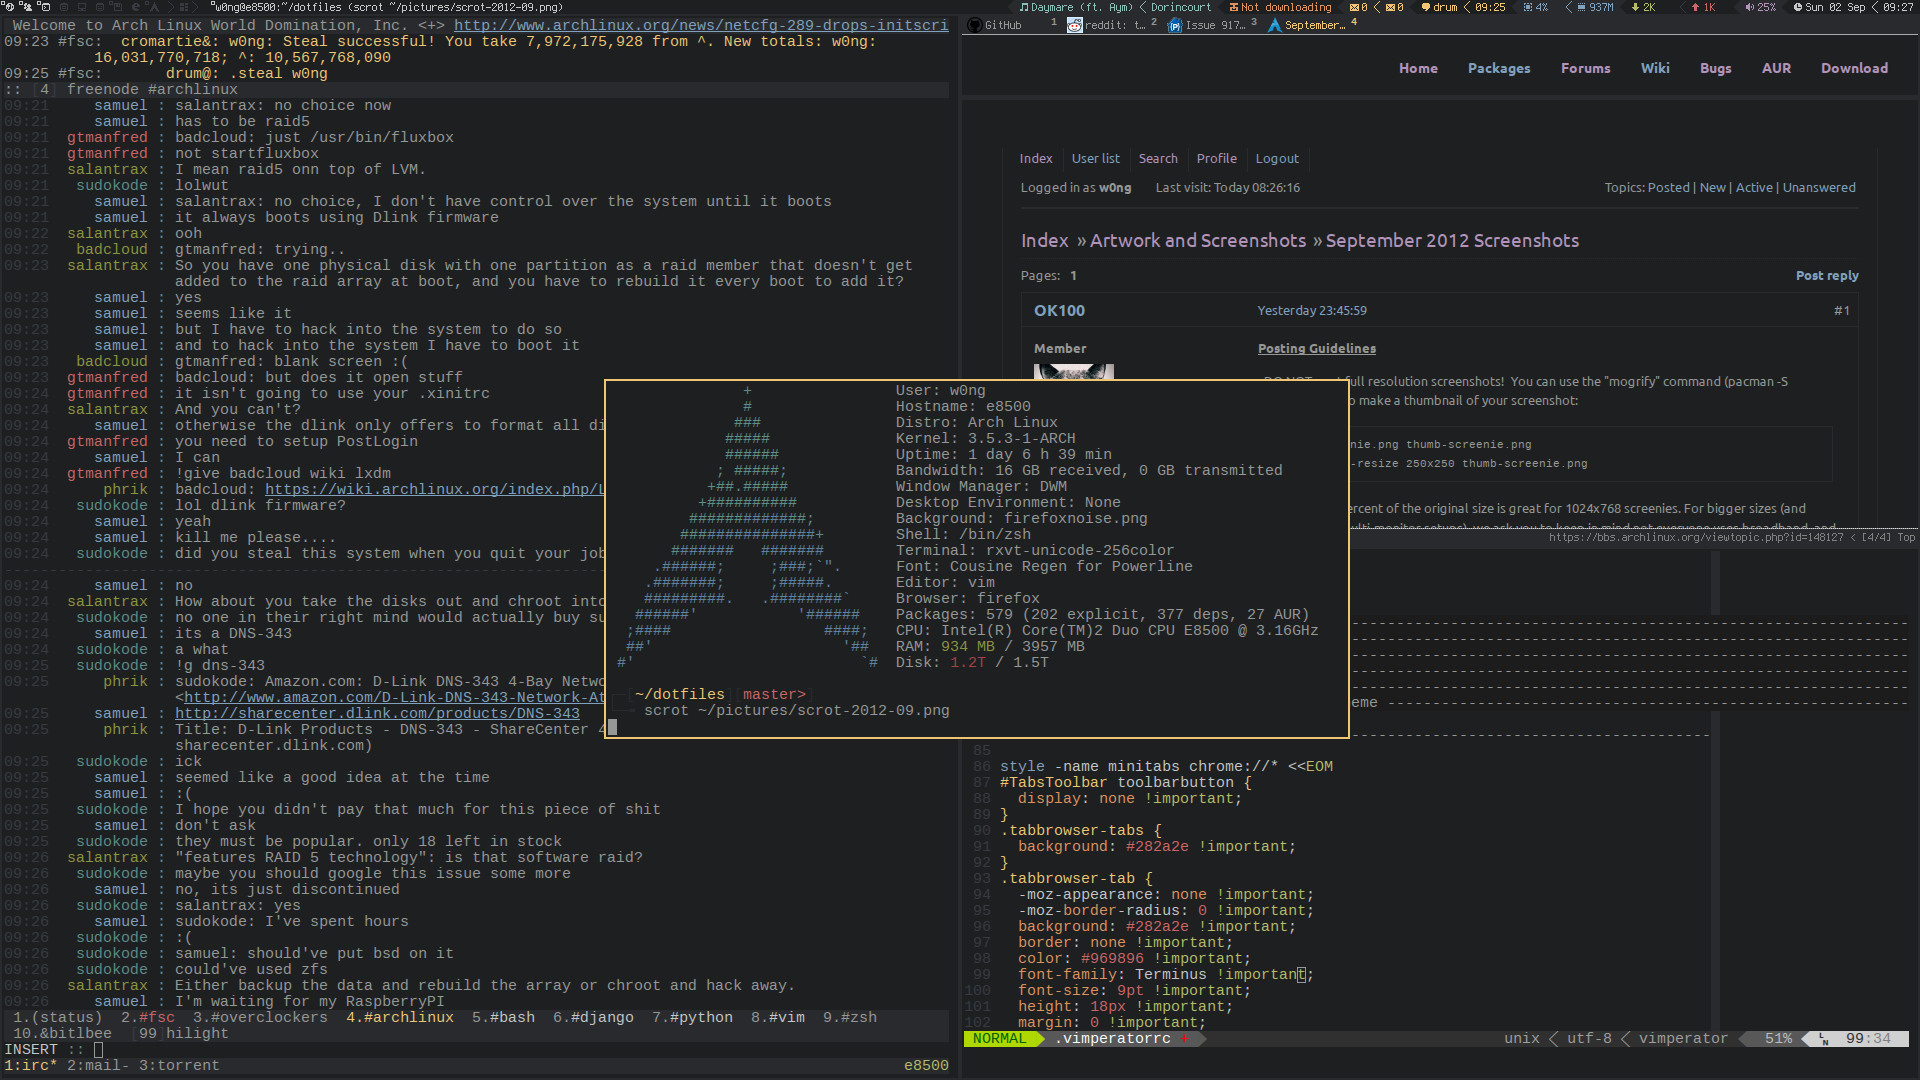 "w0ng@e8500:~/dotfiles (scrot ~/pictures/scrot-2012-09.png)
Daymare (ft. Aym) < Dorincourt Not downloading 0 < 0 drum < 09:25 4% < 937M 2K 1K 25% Sun 02 Sep < 09:27
Welcome to Arch Linux World Domination, Inc. <+> http://www.archlinux.org/news/netcfg-289-drops-initscri
09:23 #fsc: cromartie&: w0ng: Steal successful! You take 7,972,175,928 from ^. New totals: w0ng:
16,031,770,718; ^: 10,567,768,090
09:25 #fsc: drum@: .steal w0ng
:: [4] freenode #archlinux
09:21 samuel : salantrax: no choice now
09:21 samuel : has to be raid5
09:21 gtmanfred : badcloud: just /usr/bin/fluxbox
09:21 gtmanfred : not startfluxbox
09:21 salantrax : I mean raid5 onn top of LVM.
09:21 sudokode : lolwut
09:21 samuel : salantrax: no choice, I don't have control over the system until it boots
09:21 samuel : it always boots using Dlink firmware
09:22 salantrax : ooh
09:22 badcloud : gtmanfred: trying..
09:23 salantrax : So you have one physical disk with one partition as a raid member that doesn't get
added to the raid array at boot, and you have to rebuild it every boot to add it?
09:23 samuel : yes
09:23 samuel : seems like it
09:23 samuel : but I have to hack into the system to do so
09:23 samuel : and to hack into the system I have to boot it
09:23 badcloud : gtmanfred: blank screen :(
09:23 gtmanfred : badcloud: but does it open stuff
09:23 gtmanfred : it isn't going to use your .xinitrc
09:24 salantrax : And you can't?
09:24 samuel : otherwise the dlink only offers to format all di
09:24 gtmanfred : you need to setup PostLogin
09:24 samuel : I can
09:24 gtmanfred : !give badcloud wiki lxdm
09:24 phrik : badcloud: https://wiki.archlinux.org/index.php/L
09:24 sudokode : lol dlink firmware?
09:24 samuel : yeah
09:24 samuel : kill me please....
09:24 sudokode : did you steal this system when you quit your job
09:24 samuel : no
09:24 salantrax : How about you take the disks out and chroot into
09:24 sudokode : no one in their right mind would actually buy su
09:24 samuel : its a DNS-343
09:24 sudokode : a what
09:25 sudokode : !g dns-343
09:25 phrik : sudokode: Amazon.com: D-Link DNS-343 4-Bay Netwo
<http://www.amazon.com/D-Link-DNS-343-Network-At
09:25 samuel : http://sharecenter.dlink.com/products/DNS-343
09:25 phrik : Title: D-Link Products - DNS-343 - ShareCenter 4
sharecenter.dlink.com)
09:25 sudokode : ick
09:25 samuel : seemed like a good idea at the time
09:25 samuel : :(
09:25 sudokode : I hope you didn't pay that much for this piece of shit
09:25 samuel : don't ask
09:25 sudokode : they must be popular. only 18 left in stock
09:26 salantrax : "features RAID 5 technology": is that software raid?
09:26 sudokode : maybe you should google this issue some more
09:26 samuel : no, its just discontinued
09:26 sudokode : salantrax: yes
09:26 samuel : sudokode: I've spent hours
09:26 sudokode : :(
09:26 sudokode : samuel: should've put bsd on it
09:26 sudokode : could've used zfs
09:26 salantrax : Either backup the data and rebuild the array or chroot and hack away.
09:26 samuel : I'm waiting for my RaspberryPI
1.(status) 2.#fsc 3.#overclockers 4.#archlinux 5.#bash 6.#django 7.#python 8.#vim 9.#zsh
10.&bitlbee [99]hilight
INSERT ::
1:irc* 2:mail- 3:torrent e8500
GitHub 1 reddit: t… 2 Issue 917… 3 September… 4
Home Packages Forums Wiki Bugs AUR Download
Index User list Search Profile Logout
Logged in as w0ng Last visit: Today 08:26:16 Topics: Posted | New | Active | Unanswered
Index » Artwork and Screenshots » September 2012 Screenshots
Pages: 1 Post reply
OK100 Yesterday 23:45:59 #1
Member Posting Guidelines
full resolution screenshots! You can use the "mogrify" command (pacman -S
o make a thumbnail of your screenshot:
nie.png thumb-screenie.png
-resize 250x250 thumb-screenie.png
ercent of the original size is great for 1024x768 screenies. For bigger sizes (and
https://bbs.archlinux.org/viewtopic.php?id=148127 < [4/4] Top
User: w0ng
Hostname: e8500
Distro: Arch Linux
Kernel: 3.5.3-1-ARCH
Uptime: 1 day 6 h 39 min
Bandwidth: 16 GB received, 0 GB transmitted
Window Manager: DWM
Desktop Environment: None
Background: firefoxnoise.png
Shell: /bin/zsh
Terminal: rxvt-unicode-256color
Font: Cousine Regen for Powerline
Editor: vim
Browser: firefox
Packages: 579 (202 explicit, 377 deps, 27 AUR)
CPU: Intel(R) Core(TM)2 Duo CPU E8500 @ 3.16GHz
RAM: 934 MB / 3957 MB
Disk: 1.2T / 1.5T
[~/dotfiles][master>]
scrot ~/pictures/scrot-2012-09.png
eme
85
86 style -name minitabs chrome://* <<EOM
87 #TabsToolbar toolbarbutton {
88 display: none !important;
89 }
90 .tabbrowser-tabs {
91 background: #282a2e !important;
92 }
93 .tabbrowser-tab {
94 -moz-appearance: none !important;
95 -moz-border-radius: 0 !important;
96 background: #282a2e !important;
97 border: none !important;
98 color: #969896 !important;
99 font-family: Terminus !important;
100 font-size: 9pt !important;
101 height: 18px !important;
102 margin: 0 !important;
NORMAL .vimperatorrc + unix < utf-8 < vimperator 51% LN 99:34